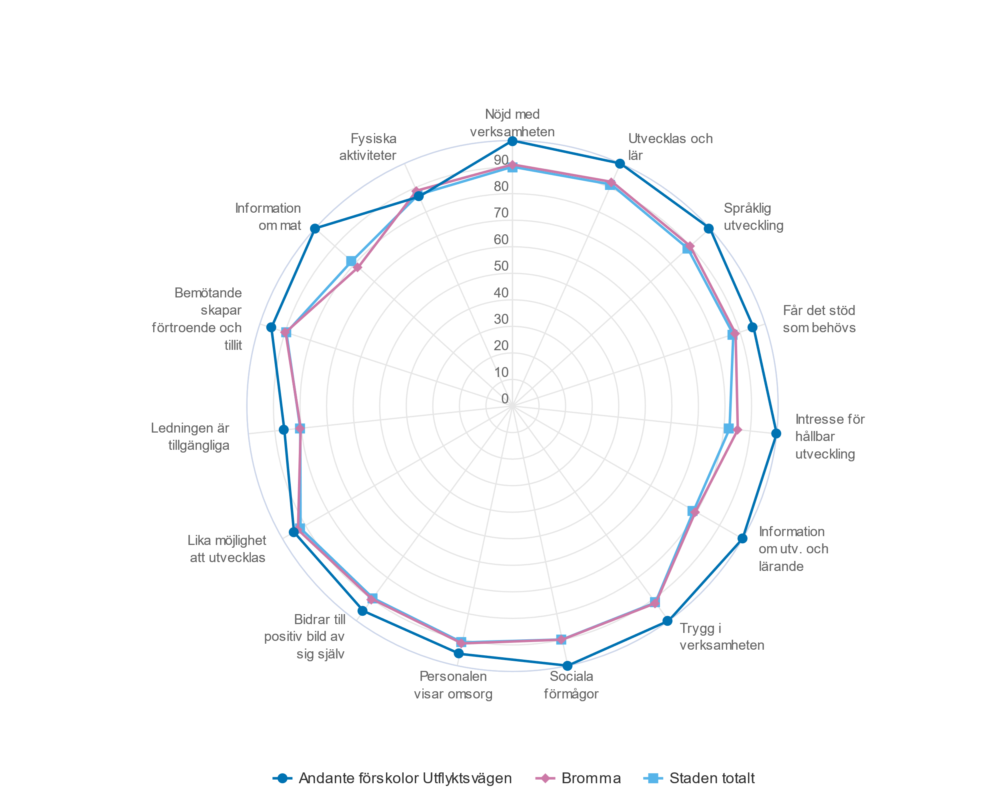 Nöjd med
verksamheten
Utvecklas och
lär
Språklig
utveckling
Får det stöd
som behövs
Intresse för
hållbar
utveckling
Information
om utv. och
lärande
Trygg i
verksamheten
Sociala
förmågor
Personalen
visar omsorg
Bidrar till
positiv bild av
sig själv
Lika möjlighet
att utvecklas
Ledningen är
tillgängliga
Bemötande
skapar
förtroende och
tillit
Information
om mat
Fysiska
aktiviteter
90
80
70
60
50
40
30
20
10
0
Andante förskolor Utflyktsvägen
Bromma
Staden totalt